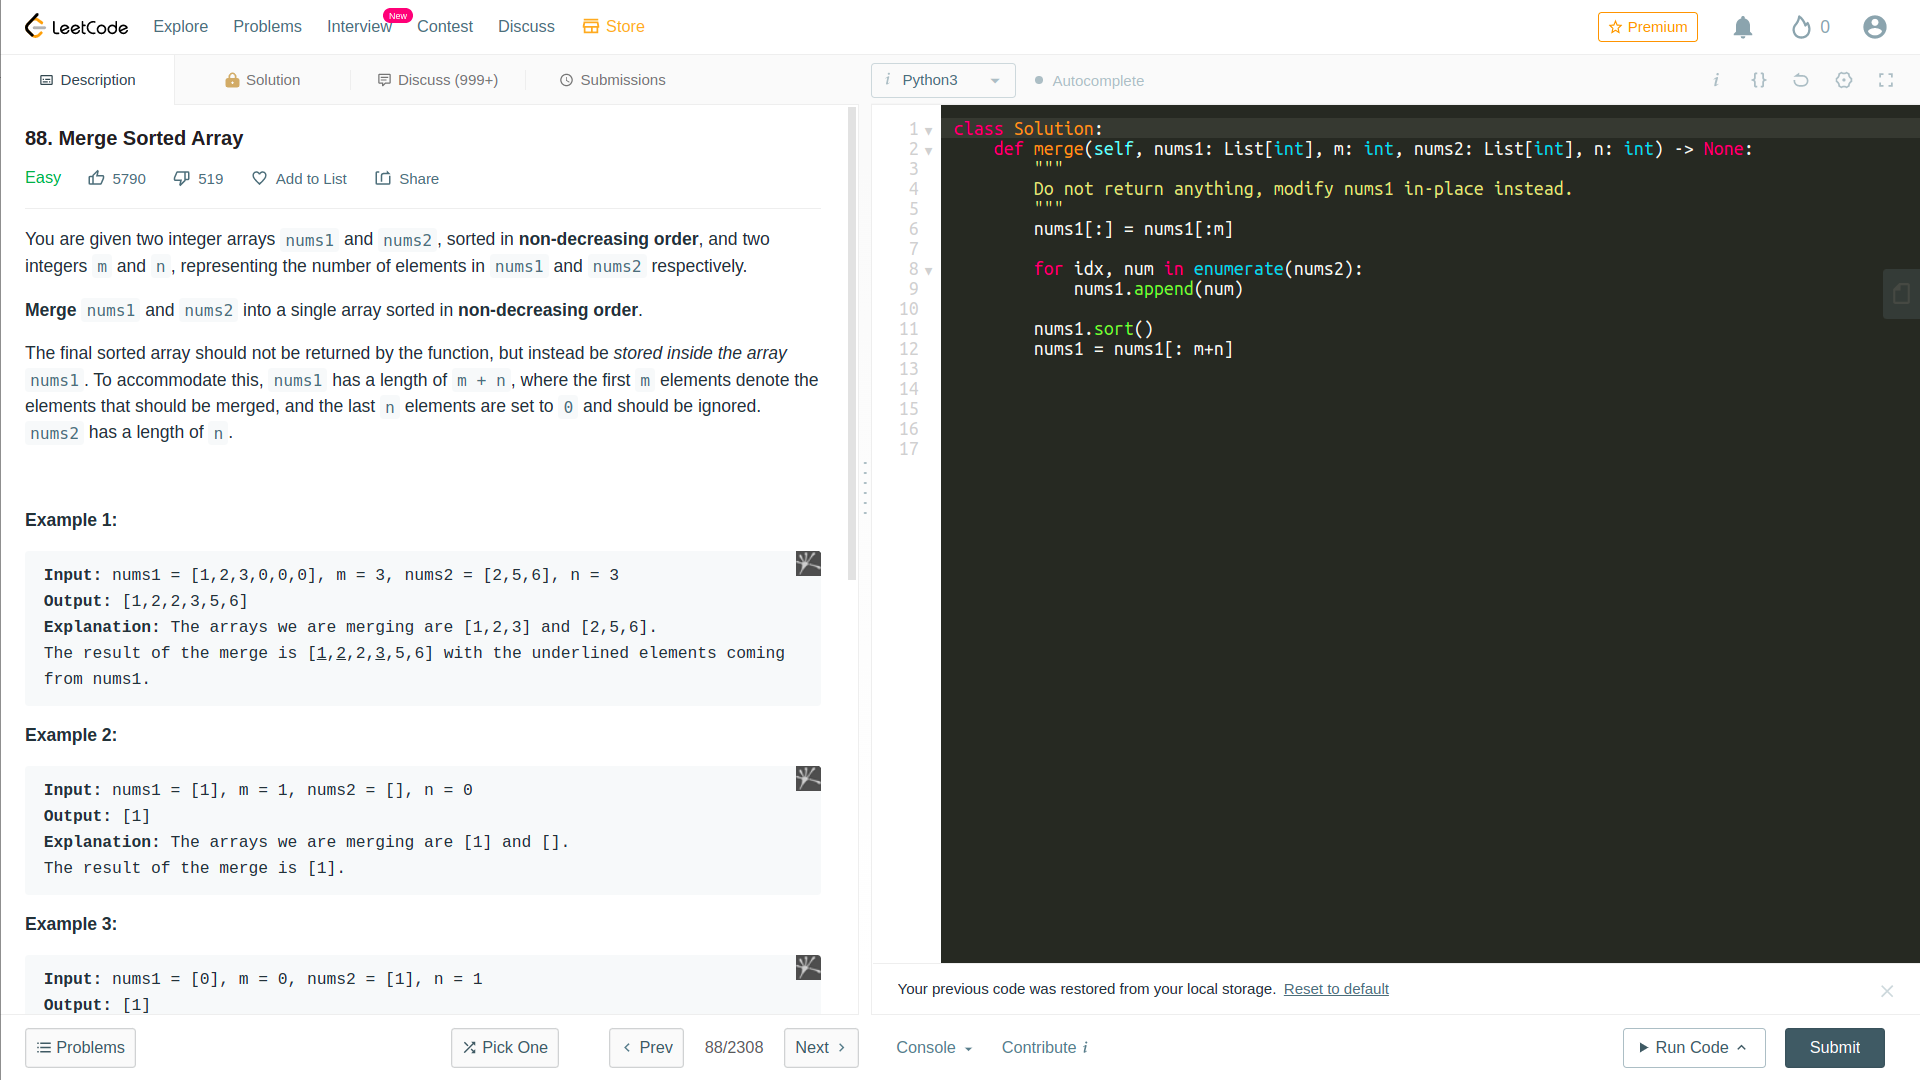 LeetCode
Explore
Problems
Interview
New
Contest
Discuss
Store
Premium
0
Description
Solution
Discuss (999+)
Submissions
i Python3
Autocomplete
i {}
88. Merge Sorted Array
Easy
5790
519
Add to List
Share
You are given two integer arrays nums1 and nums2, sorted in non-decreasing order, and two
integers m and n, representing the number of elements in nums1 and nums2 respectively.
Merge nums1 and nums2 into a single array sorted in non-decreasing order.
The final sorted array should not be returned by the function, but instead be stored inside the array
nums1. To accommodate this, nums1 has a length of m + n, where the first m elements denote the
elements that should be merged, and the last n elements are set to 0 and should be ignored.
nums2 has a length of n.
Example 1:
Input: nums1 = [1,2,3,0,0,0], m = 3, nums2 = [2,5,6], n = 3
Output: [1,2,2,3,5,6]
Explanation: The arrays we are merging are [1,2,3] and [2,5,6].
The result of the merge is [1,2,2,3,5,6] with the underlined elements coming
from nums1.
Example 2:
Input: nums1 = [1], m = 1, nums2 = [], n = 0
Output: [1]
Explanation: The arrays we are merging are [1] and [].
The result of the merge is [1].
Example 3:
Input: nums1 = [0], m = 0, nums2 = [1], n = 1
Output: [1]
1 class Solution:
2 def merge(self, nums1: List[int], m: int, nums2: List[int], n: int) -> None:
3 """
4 Do not return anything, modify nums1 in-place instead.
5 """
6 nums1[:] = nums1[:m]
7
8 for idx, num in enumerate(nums2):
9 nums1.append(num)
10
11 nums1.sort()
12 nums1 = nums1[: m+n]
13
14
15
16
17
Your previous code was restored from your local storage. Reset to default
Problems
Pick One
Prev
88/2308
Next
Console
Contribute i
Run Code
Submit